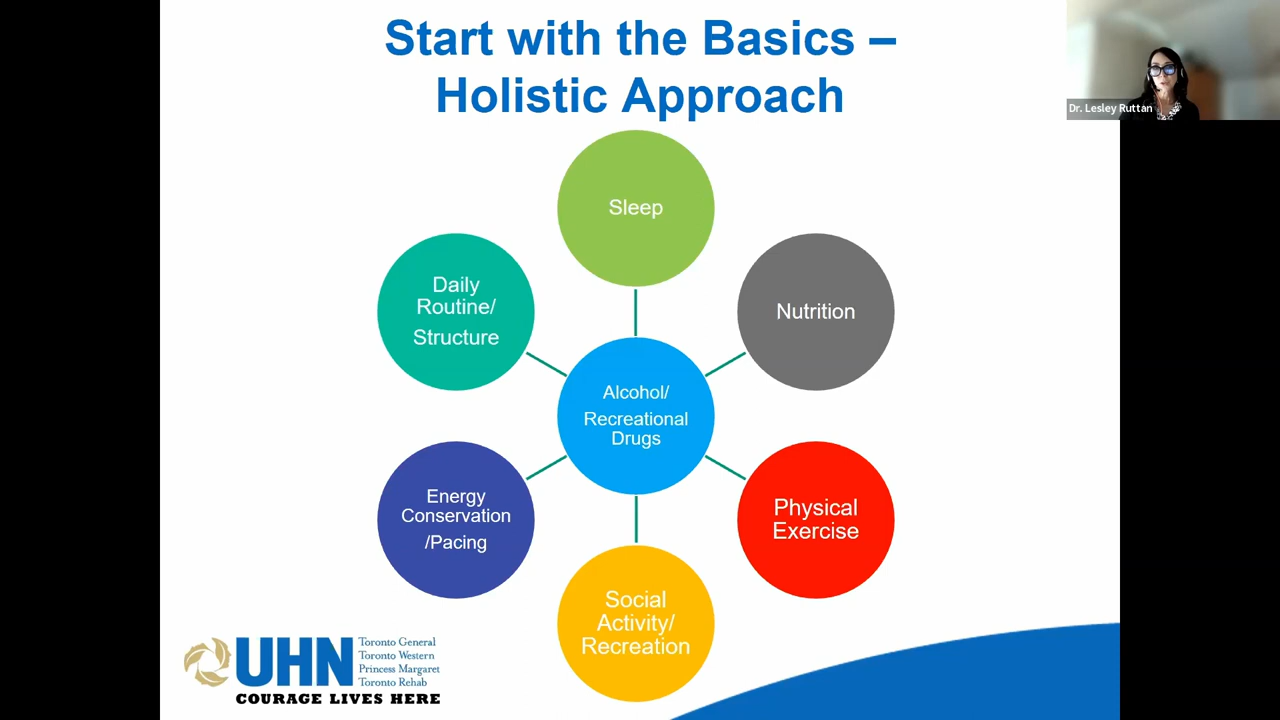 Start with the Basics –
Holistic Approach
Dr. Lesley Ruttan
Sleep
Nutrition
Physical
Exercise
Social
Activity/
Recreation
Energy
Conservation
/Pacing
Daily
Routine/
Structure
Alcohol/
Recreational
Drugs
UHN
Toronto General
Toronto Western
Princess Margaret
Toronto Rehab
COURAGE LIVES HERE